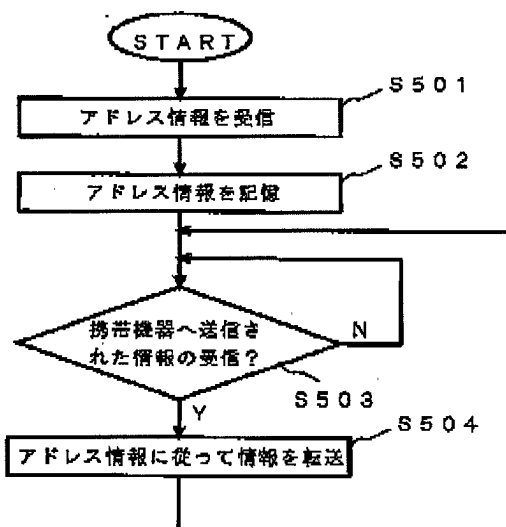 START
S501
アドレス情報を受信
S502
アドレス情報を記憶
携帯機器へ送信さ
れた情報の受信？
N
S503
Y
S504
アドレス情報に従って情報を転送